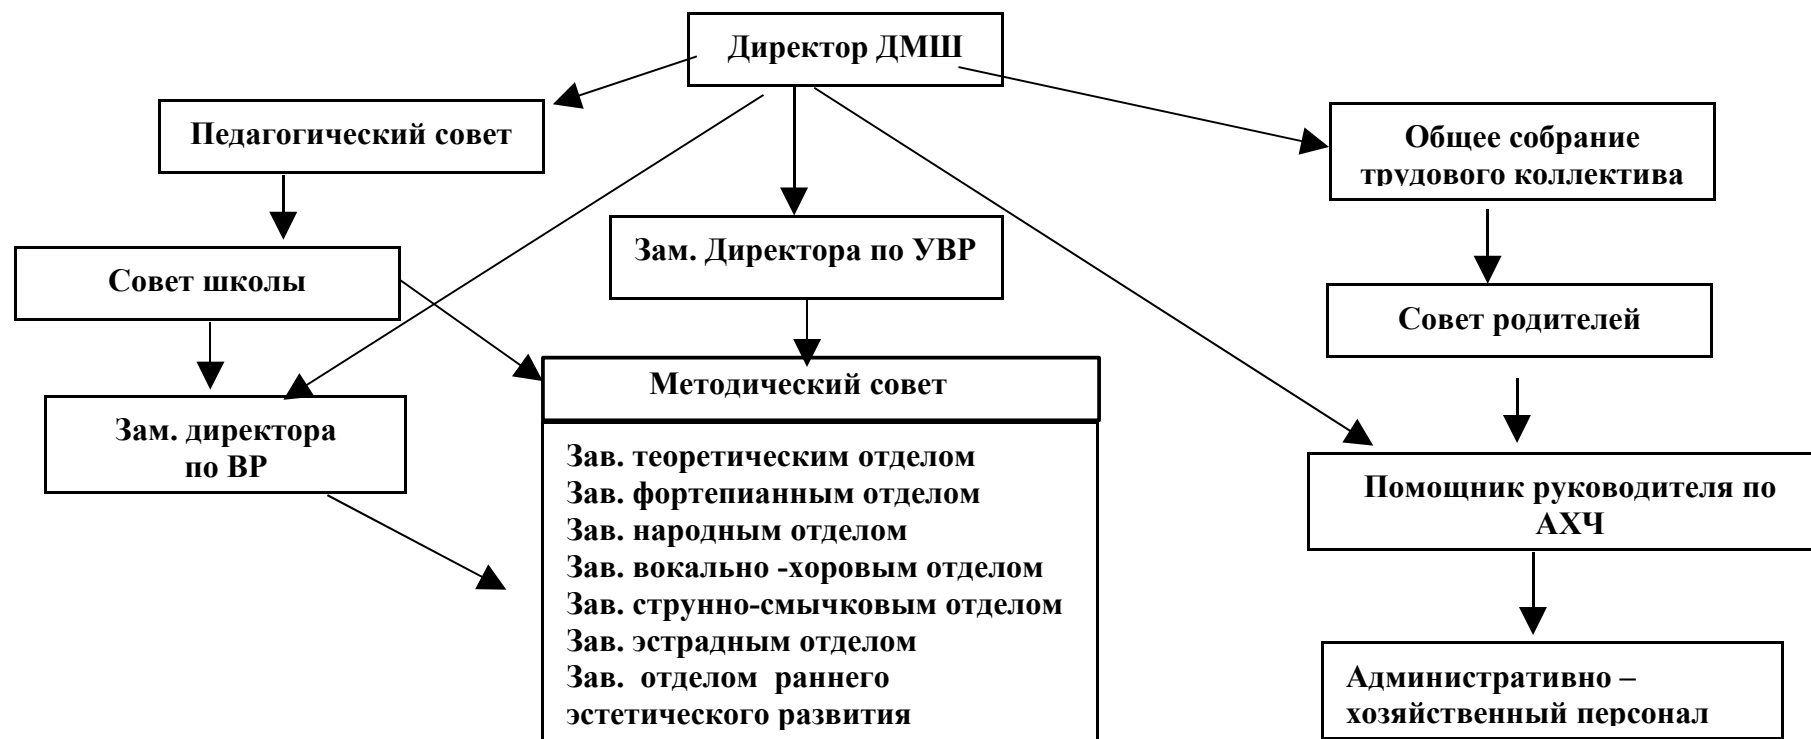 Директор ДМШ
Педагогический совет
Общее собрание
трудового коллектива
Зам. Директора по УВР
Совет школы
Совет родителей
Методический совет
Зам. директора
по ВР
Зав. теоретическим отделом
Зав. фортепианным отделом
Зав. народным отделом
Зав. вокально -хоровым отделом
Зав. струнно-смычковым отделом
Зав. эстрадным отделом
Зав. отделом раннего
эстетического развития
Помощник руководителя по
АХЧ
Административно –
хозяйственный персонал